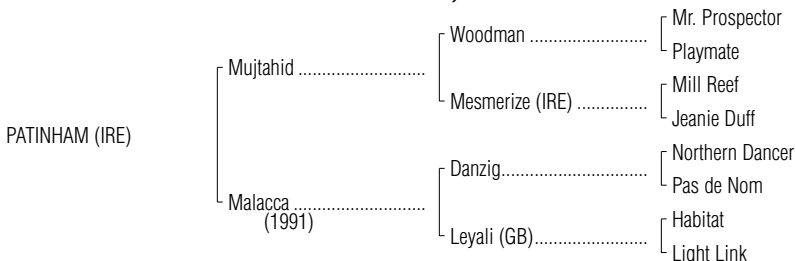 Mr. Prospector
Woodman ..........................
Playmate
Mujtahid ............................
Mill Reef
Mesmerize (IRE) ................
Jeanie Duff
PATINHAM (IRE)
Northern Dancer
Danzig................................
Pas de Nom
Malacca .............................
(1991)
Habitat
Leyali (GB).........................
Light Link